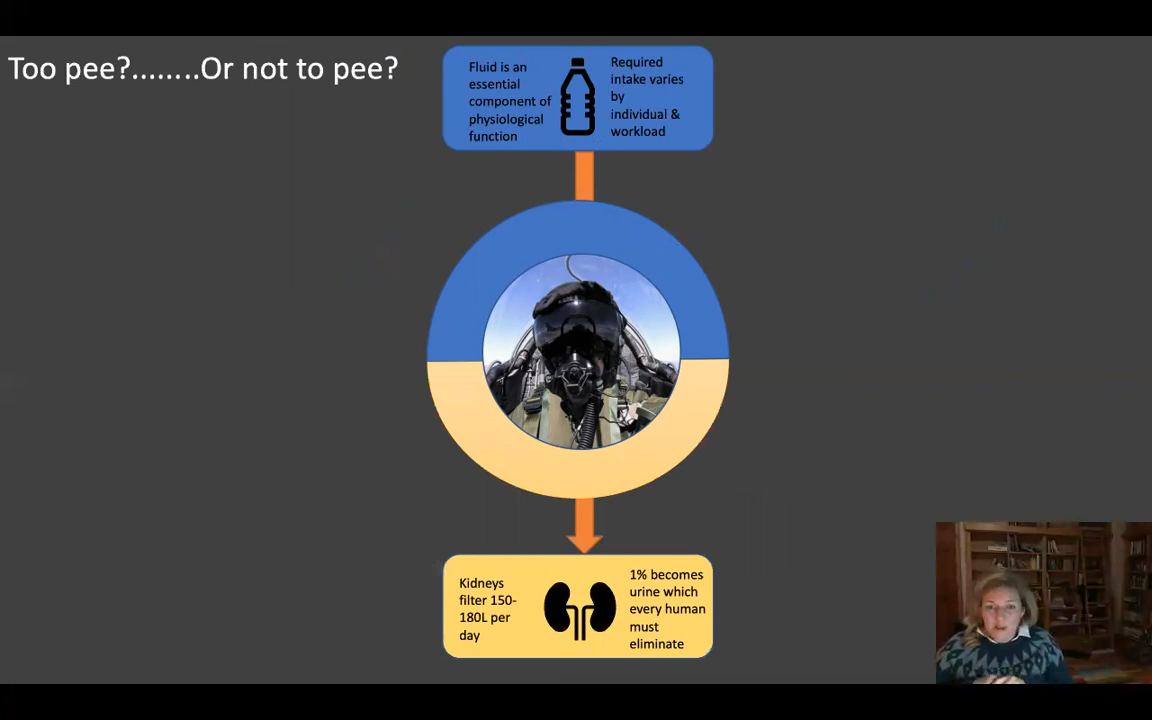 Too pee?........Or not to pee?
Fluid is an
essential
component of
physiological
function
Required
intake varies
by
individual &
workload
Kidneys
filter 150-
180L per
day
1% becomes
urine which
every human
must
eliminate